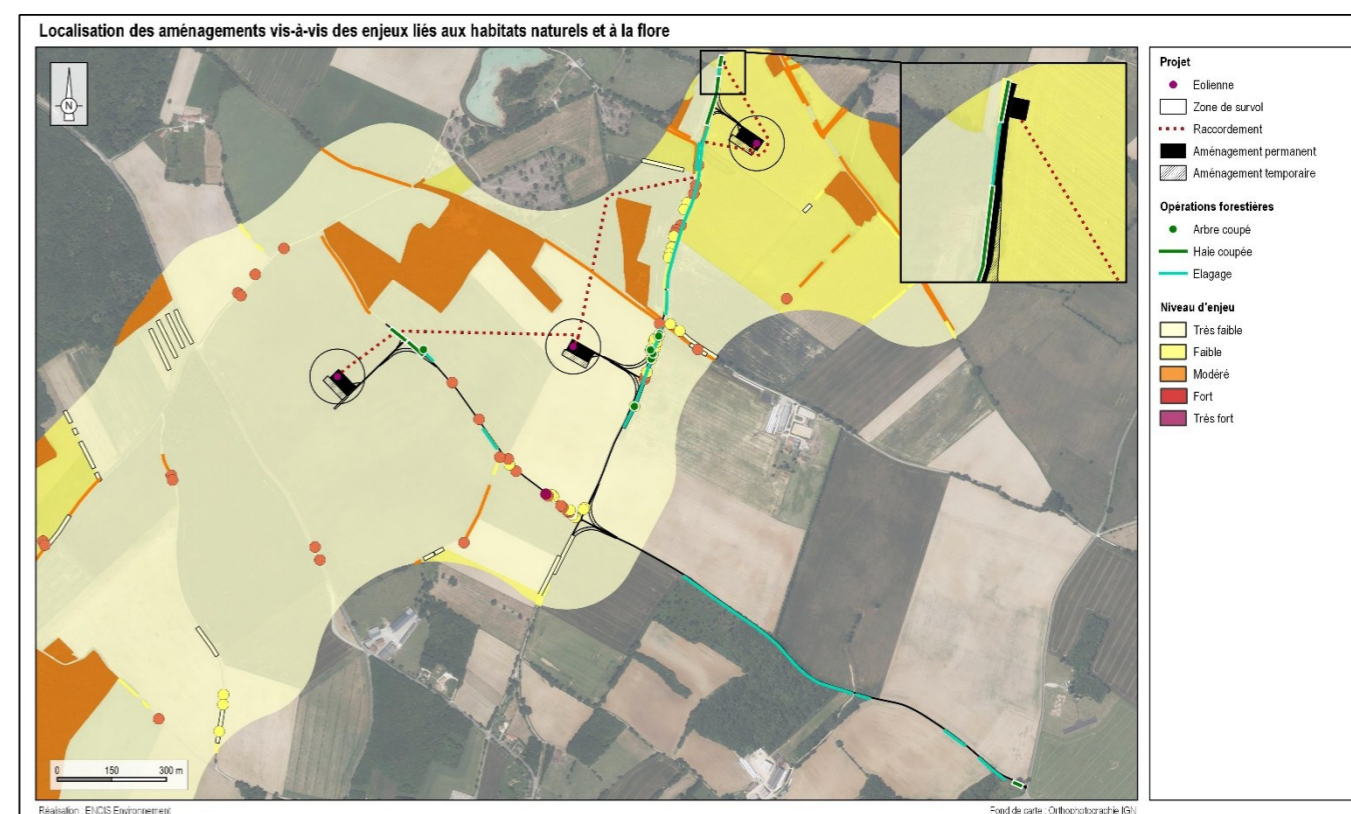 Localisation des aménagements vis-à-vis des enjeux liés aux habitats naturels et à la flore
N
0 150 300 m
Réalisation : ENCIS Environnement
Fond de carte : Orthophotographie IGN
Projet
Eolienne
Zone de survol
Raccordement
Aménagement permanent
Aménagement temporaire
Opérations forestières
Arbre coupé
Haie coupée
Elagage
Niveau d'enjeu
Très faible
Faible
Modéré
Fort
Très fort